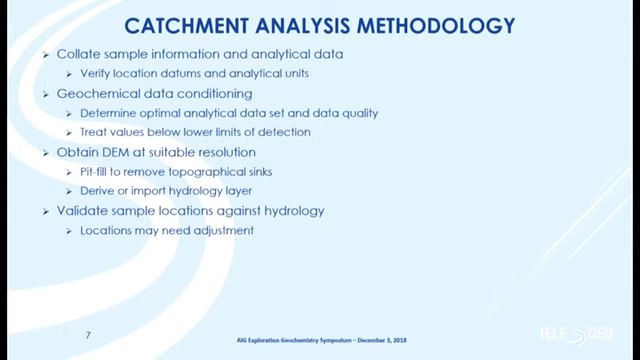 CATCHMENT ANALYSIS METHODOLOGY
Collate sample information and analytical data
Verify location datums and analytical units
Geochemical data conditioning
Determine optimal analytical data set and data quality
Treat values below lower limits of detection
Obtain DEM at suitable resolution
Pit-fill to remove topographical sinks
Derive or import hydrology layer
Validate sample locations against hydrology
Locations may need adjustment
7
AIG Exploration Geochemistry Symposium – December 3, 2018
TELE GEO